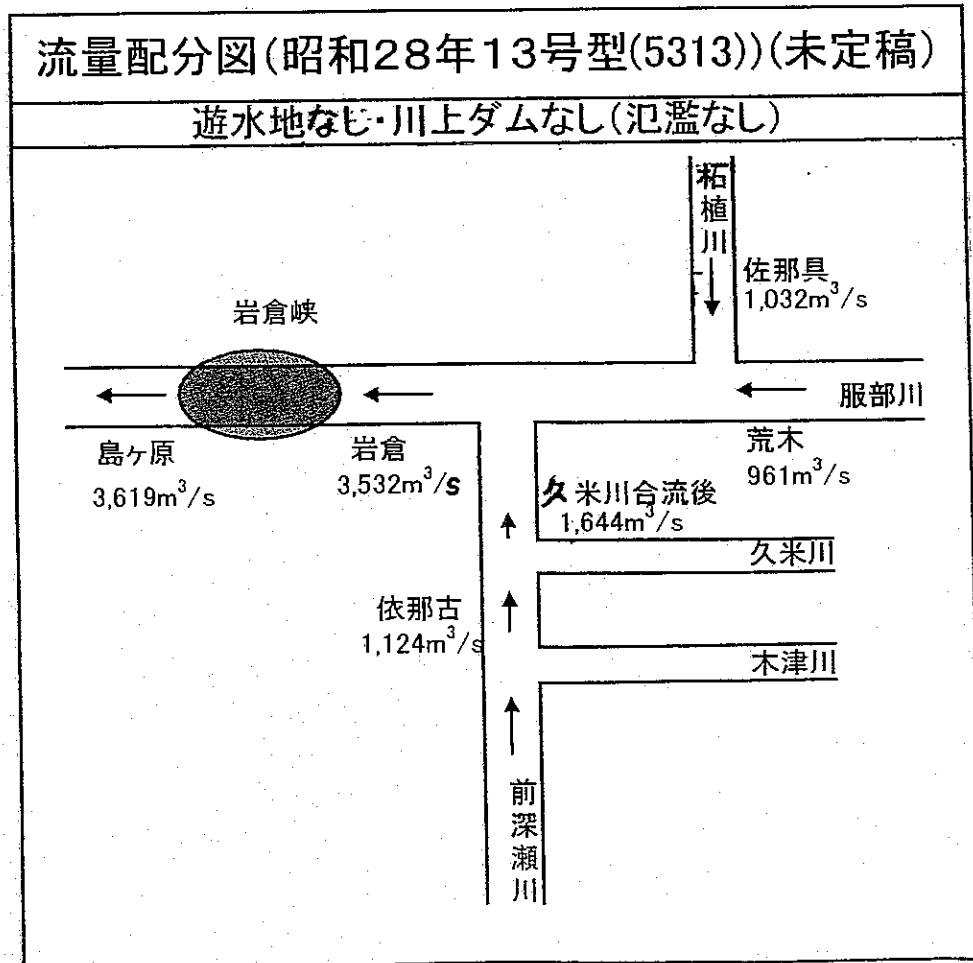 流量配分図(昭和28年13号型(5313))(未定稿)
遊水地なし・川上ダムなし(氾濫なし)
柘植川
佐那具
1,032m³/s
岩倉峡
服部川
島ヶ原
3,619m³/s
岩倉
3,532m³/s
荒木
961m³/s
久米川合流後
1,644m³/s
久米川
依那古
1,124m³/s
木津川
前深瀬川